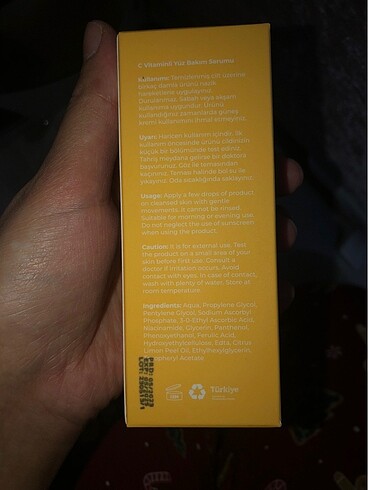 C Vitamini Yüz Bakım Serumu
Kullanım: Temizlenmiş cilt üzerine
birkaç damla ürünü nazik
hareketlerle uygulayınız.
Durulanmaz. Sabah veya akşam
kullanıma uygundur. Ürünü
kullandığınız zamanlarda güneş
kremi kullanımını ihmal etmeyiniz.
Uyarı: Haricen kullanım içindir. İlk
kullanım öncesinde ürünü cildinizin
küçük bir bölümünde test ediniz.
Tahriş meydana gelirse bir doktora
başvurunuz. Göz ile temasından
kaçınınız. Temas halinde bol su ile
yıkayınız. Oda sıcaklığında saklayınız.
Usage: Apply a few drops of product
on cleansed skin with gentle
movements. It cannot be rinsed.
Suitable for morning or evening use.
Do not neglect the use of sunscreen
when using the product.
Caution: It is for external use. Test
the product on a small area of your
skin before first use. Consult a
doctor if irritation occurs. Avoid
contact with eyes. In case of contact,
wash with plenty of water. Store at
room temperature.
Ingredients: Aqua, Propylene Glycol,
Pentylene Glycol, Sodium Ascorbyl
Phosphate, 3-O-Ethyl Ascorbic Acid,
Niacinamide, Glycerin, Panthenol,
Phenoxyethanol, Ferulic Acid,
Hydroxyethylcellulose, Edta, Citrus
Limon Peel Oil, Ethylhexylglycerin,
Tocopheryl Acetate
12M
Türkiye